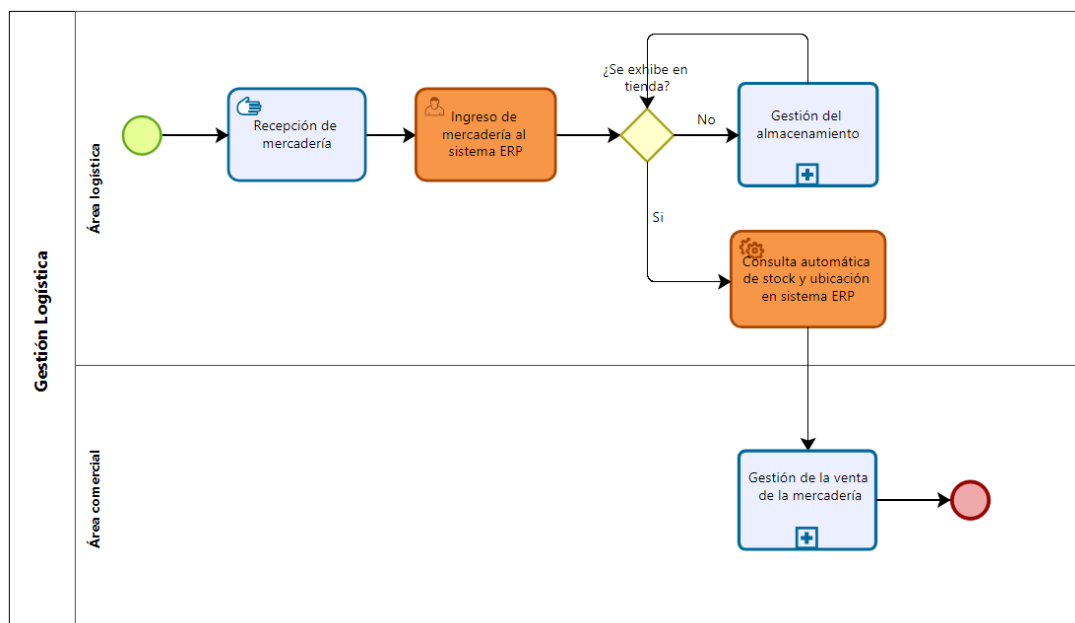 Gestión Logística
Área logística
Recepción de
mercadería
Ingreso de
mercadería al
sistema ERP
¿Se exhibe en
tienda?
No
Gestión del
almacenamiento
Si
Consulta automática
de stock y ubicación
en sistema ERP
Área comercial
Gestión de la venta
de la mercadería